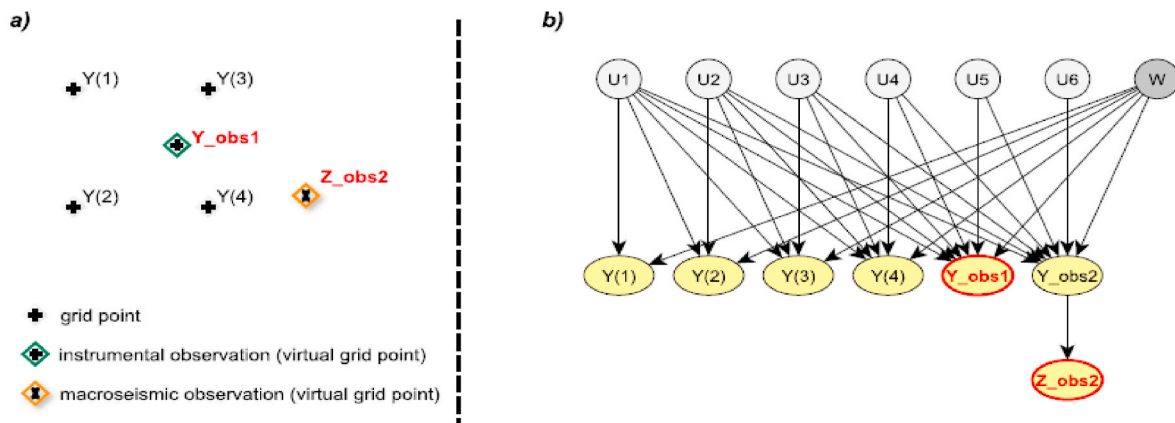 a)
Y(1)
Y(3)
Y_obs1
Z_obs2
Y(2)
Y(4)
grid point
instrumental observation (virtual grid point)
macroseismic observation (virtual grid point)
b)
U1 U2 U3 U4 U5 U6 W
Y(1) Y(2) Y(3) Y(4) Y_obs1 Y_obs2
Z_obs2